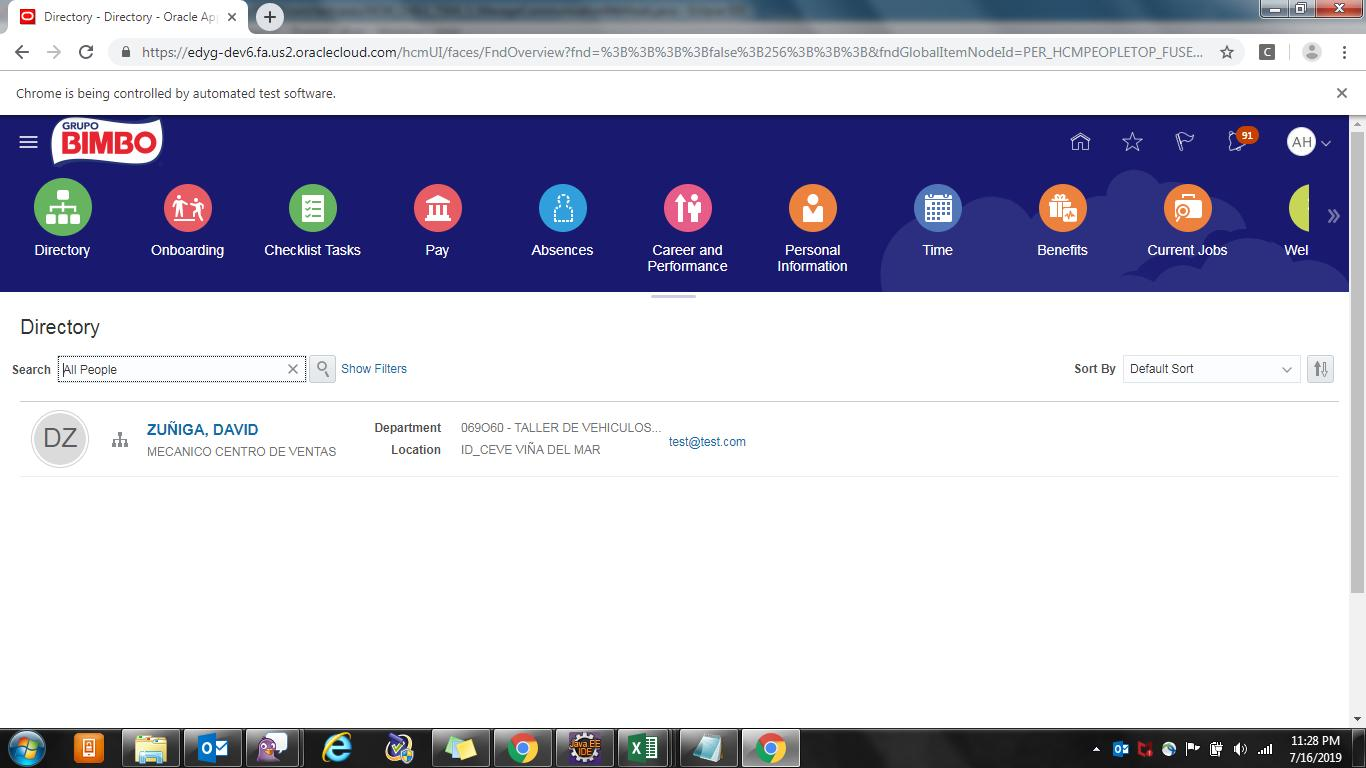 Directory - Directory - Oracle Ap
https://edyg-dev6.fa.us2.oraclecloud.com/hcmUI/faces/FndOverview?fnd=%3B%3B%3B%3Bfalse%3B256%3B%3B%3B&fndGlobalItemNodeId=PER_HCMPEOPLETOP_FUSE...
C
Chrome is being controlled by automated test software.
GRUPO
BIMBO
91
AH
Directory
Onboarding
Checklist Tasks
Pay
Absences
Career and
Performance
Personal
Information
Time
Benefits
Current Jobs
Wel
Directory
Search
All People
Show Filters
Sort By
Default Sort
DZ
ZUÑIGA, DAVID
MECANICO CENTRO DE VENTAS
Department
069O60 - TALLER DE VEHICULOS...
Location
ID_CEVE VIÑA DEL MAR
test@test.com
Java EE
IDE
11:28 PM
7/16/2019